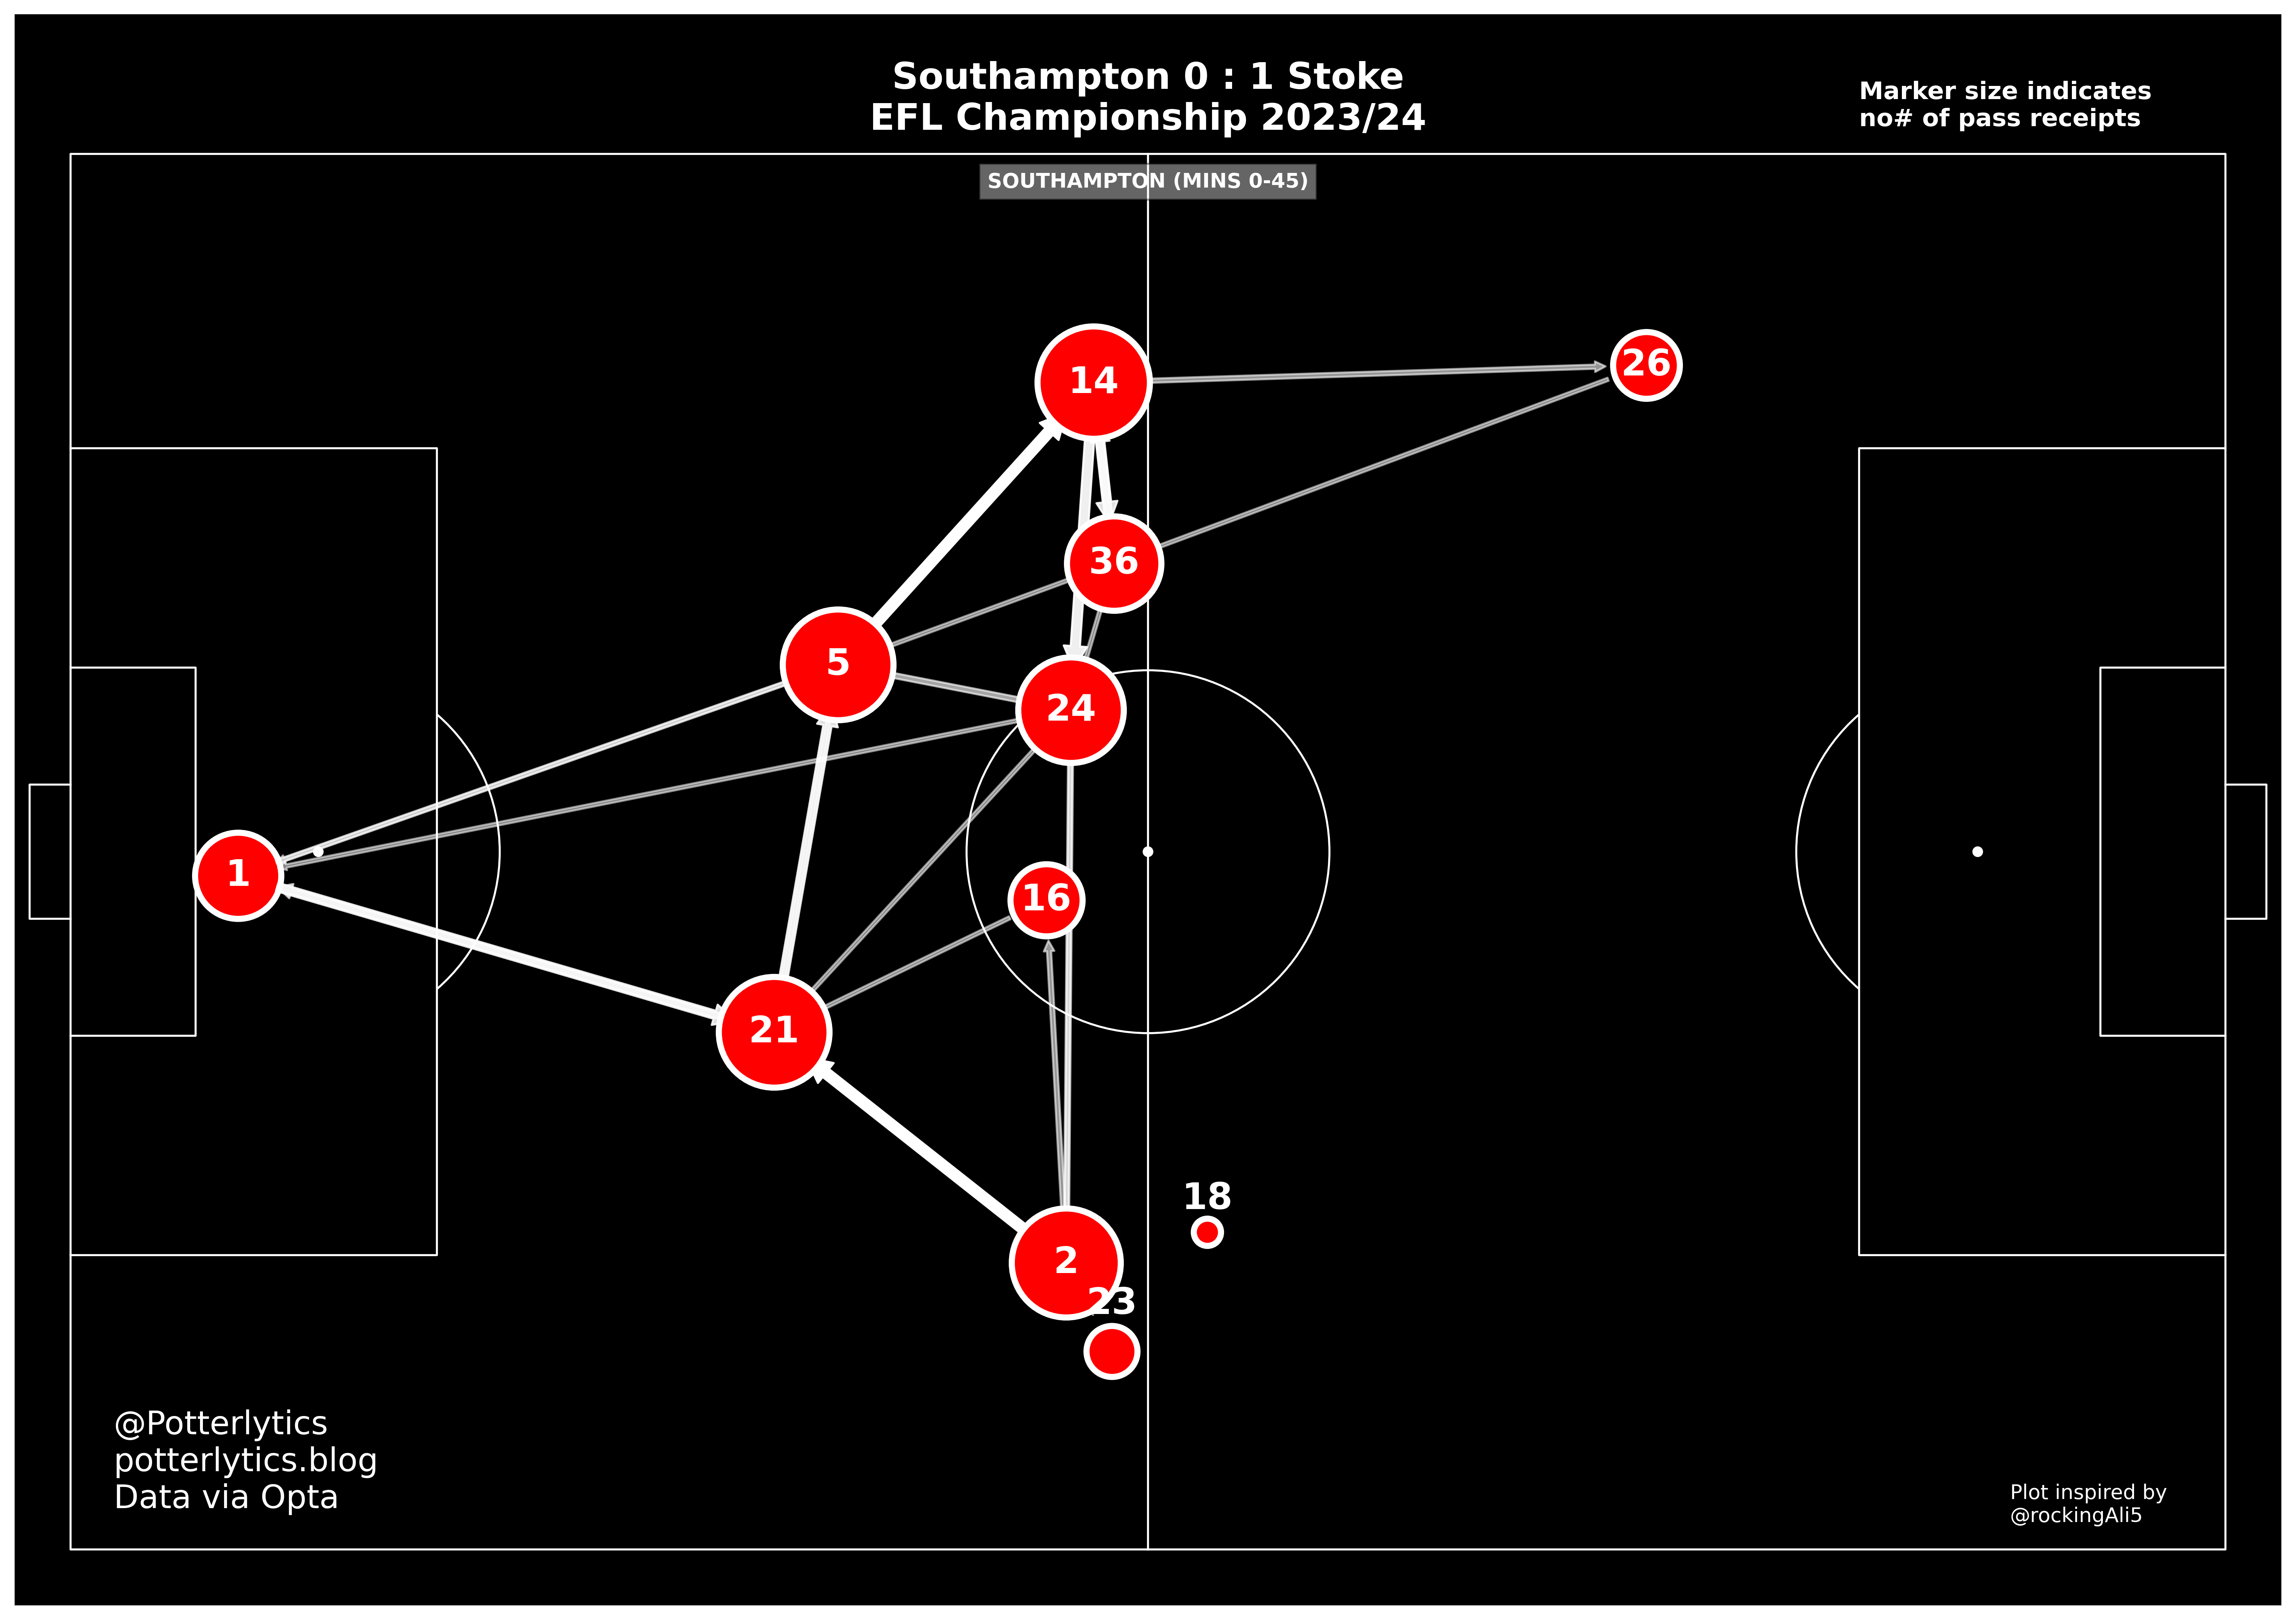 Southampton 0 : 1 Stoke
EFL Championship 2023/24
Marker size indicates
no# of pass receipts
SOUTHAMPTON (MINS 0-45)
14
26
36
5
24
1
16
21
18
2
23
@Potterlytics
potterlytics.blog
Data via Opta
Plot inspired by
@rockingAli5